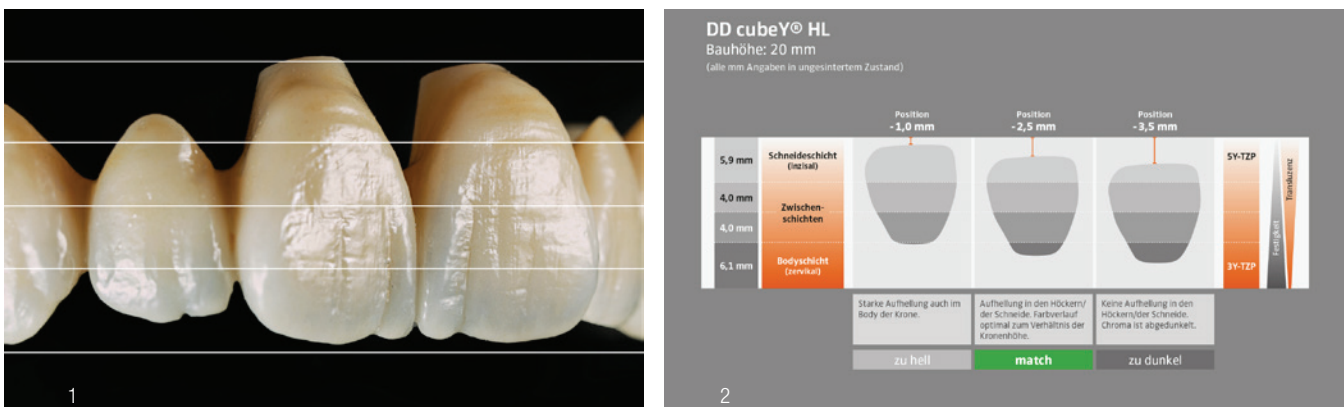 1
DD cubeY® HL
Bauhöhe: 20 mm
(alle mm Angaben in ungesintertem Zustand)
Position
-1,0 mm
Position
-2,5 mm
Position
-3,5 mm
5,9 mm
Schneideschicht
(inzisal)
5Y-TZP
4,0 mm
Zwischen-
schichten
4,0 mm
6,1 mm
Bodyschicht
(zervikal)
3Y-TZP
Festigkeit
Transluzenz
Starke Aufhellung auch im
Body der Krone.
Aufhellung in den Höckern/
der Schneide. Farbverlauf
optimal zum Verhältnis der
Kronenhöhe.
Keine Aufhellung in den
Höckern/der Schneide.
Chroma ist abgedunkelt.
zu hell
match
zu dunkel
2